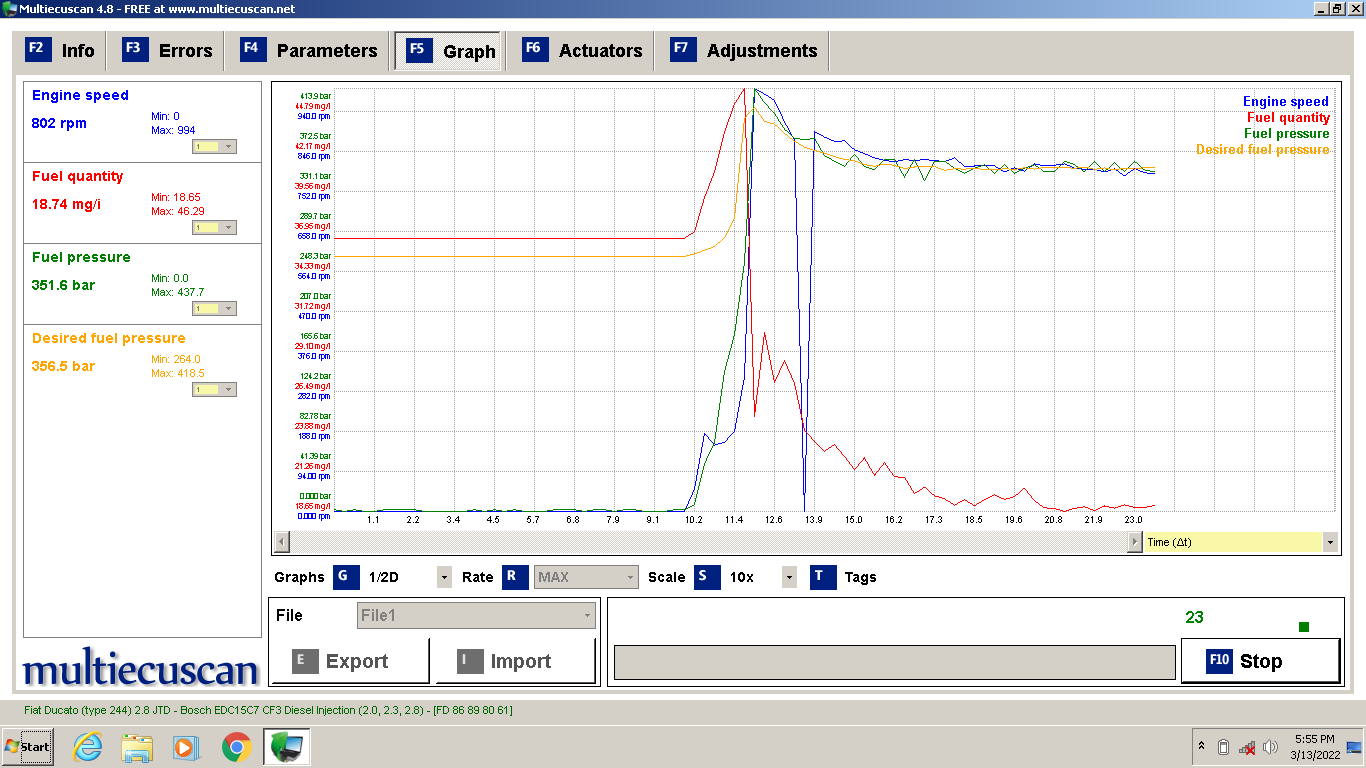 Multiecuscan 4.8 - FREE at www.multiecuscan.net
F2 Info F3 Errors F4 Parameters F5 Graph F6 Actuators F7 Adjustments
Engine speed
802 rpm
Min: 0
Max: 994
1
Fuel quantity
18.74 mg/i
Min: 18.65
Max: 46.29
1
Fuel pressure
351.6 bar
Min: 0.0
Max: 437.7
1
Desired fuel pressure
356.5 bar
Min: 264.0
Max: 418.5
1
413.9 bar
44.79 mg/i
940.0 rpm
372.5 bar
42.17 mg/i
846.0 rpm
331.1 bar
39.56 mg/i
752.0 rpm
289.7 bar
36.95 mg/i
658.0 rpm
248.3 bar
34.33 mg/i
564.0 rpm
207.0 bar
31.72 mg/i
470.0 rpm
165.6 bar
29.10 mg/i
376.0 rpm
124.2 bar
26.49 mg/i
282.0 rpm
82.78 bar
23.88 mg/i
188.0 rpm
41.39 bar
21.26 mg/i
94.00 rpm
0.000 bar
18.65 mg/i
0.000 rpm
Engine speed
Fuel quantity
Fuel pressure
Desired fuel pressure
1.1 2.2 3.4 4.5 5.7 6.8 7.9 9.1 10.2 11.4 12.6 13.9 15.0 16.2 17.3 18.5 19.6 20.8 21.9 23.0
Time (Δt)
Graphs G 1/2D Rate R MAX Scale S 10x T Tags
File File1
E Export I Import
23
F10 Stop
multiecuscan
Fiat Ducato (type 244) 2.8 JTD - Bosch EDC15C7 CF3 Diesel Injection (2.0, 2.3, 2.8) - [FD 86 89 80 61]
Start
5:55 PM
3/13/2022